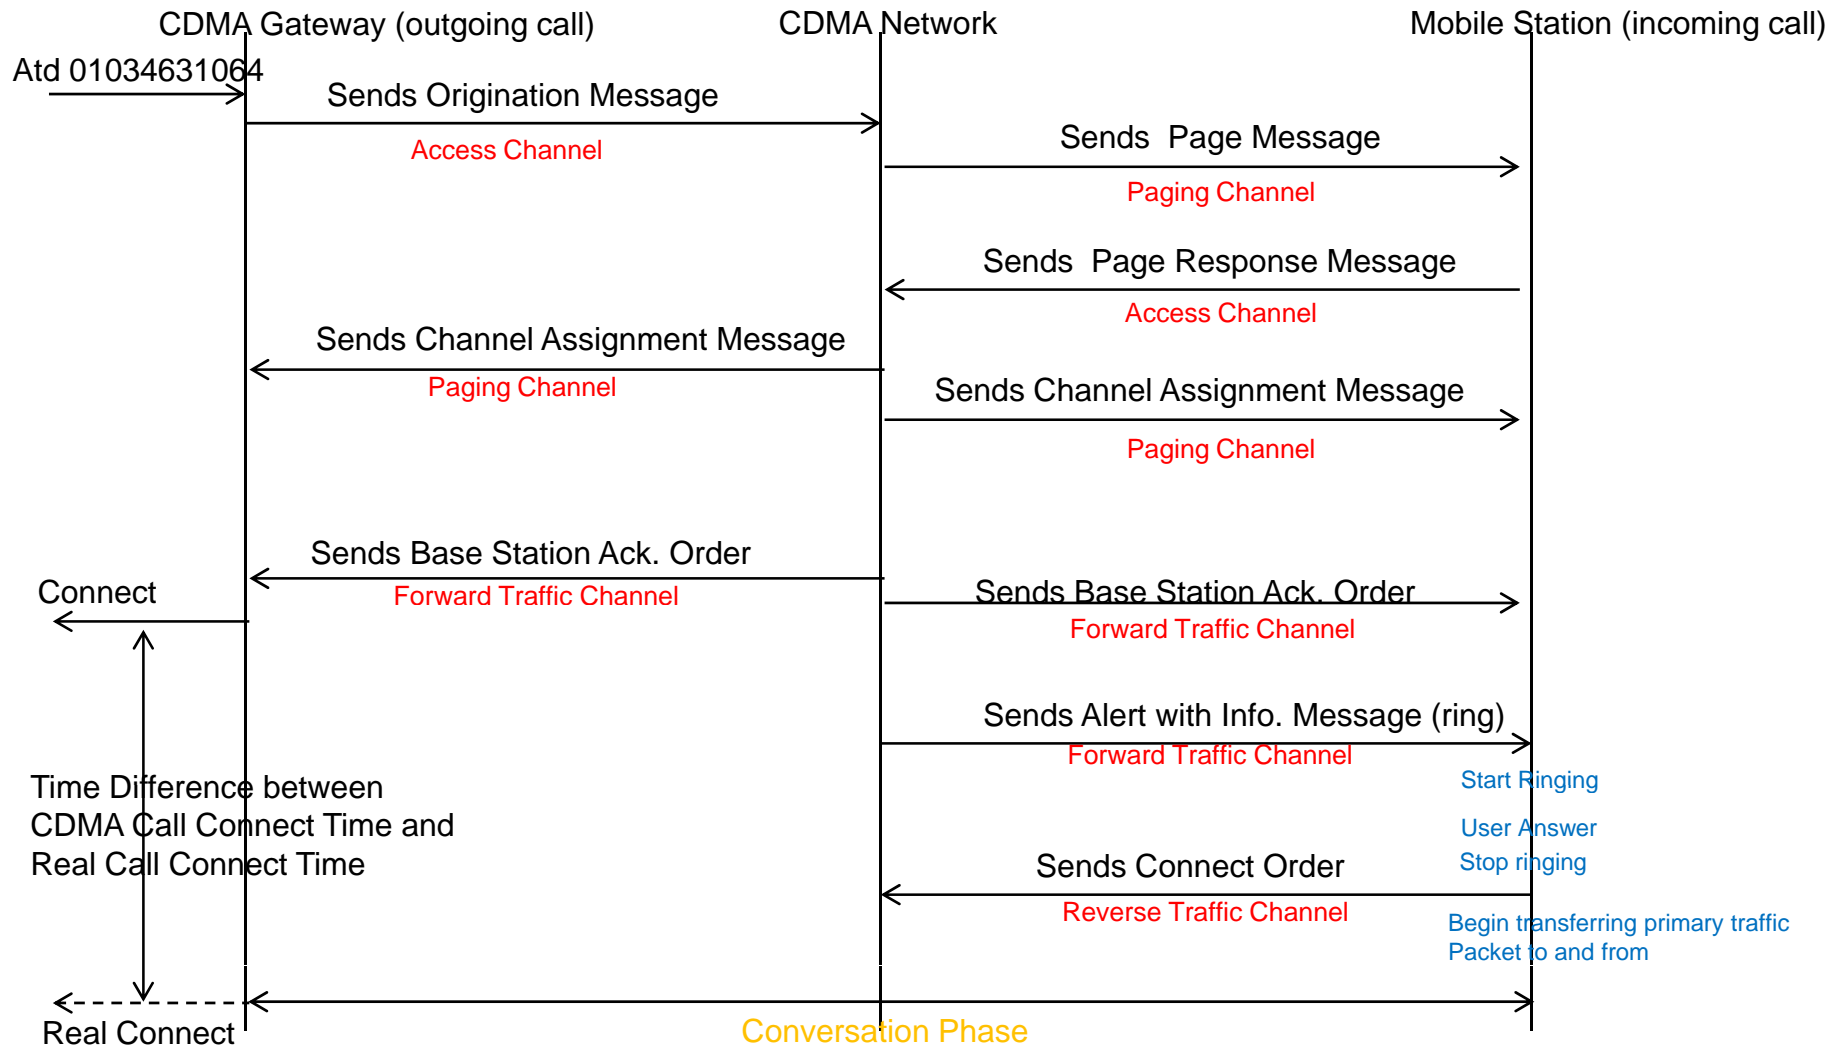 CDMA Gateway (outgoing call)
CDMA Network
Mobile Station (incoming call)
Atd 01034631064
Sends Origination Message
Access Channel
Sends  Page Message
Paging Channel
Sends  Page Response Message
Access Channel
Sends Channel Assignment Message
Paging Channel
Sends Channel Assignment Message
Paging Channel
Sends Base Station Ack. Order
Forward Traffic Channel
Connect
Sends Base Station Ack. Order
Forward Traffic Channel
Sends Alert with Info. Message (ring)
Forward Traffic Channel
Start Ringing
Time Difference between
CDMA Call Connect Time and
Real Call Connect Time
User Answer
Stop ringing
Sends Connect Order
Reverse Traffic Channel
Begin transferring primary traffic
Packet to and from
Real Connect
Conversation Phase